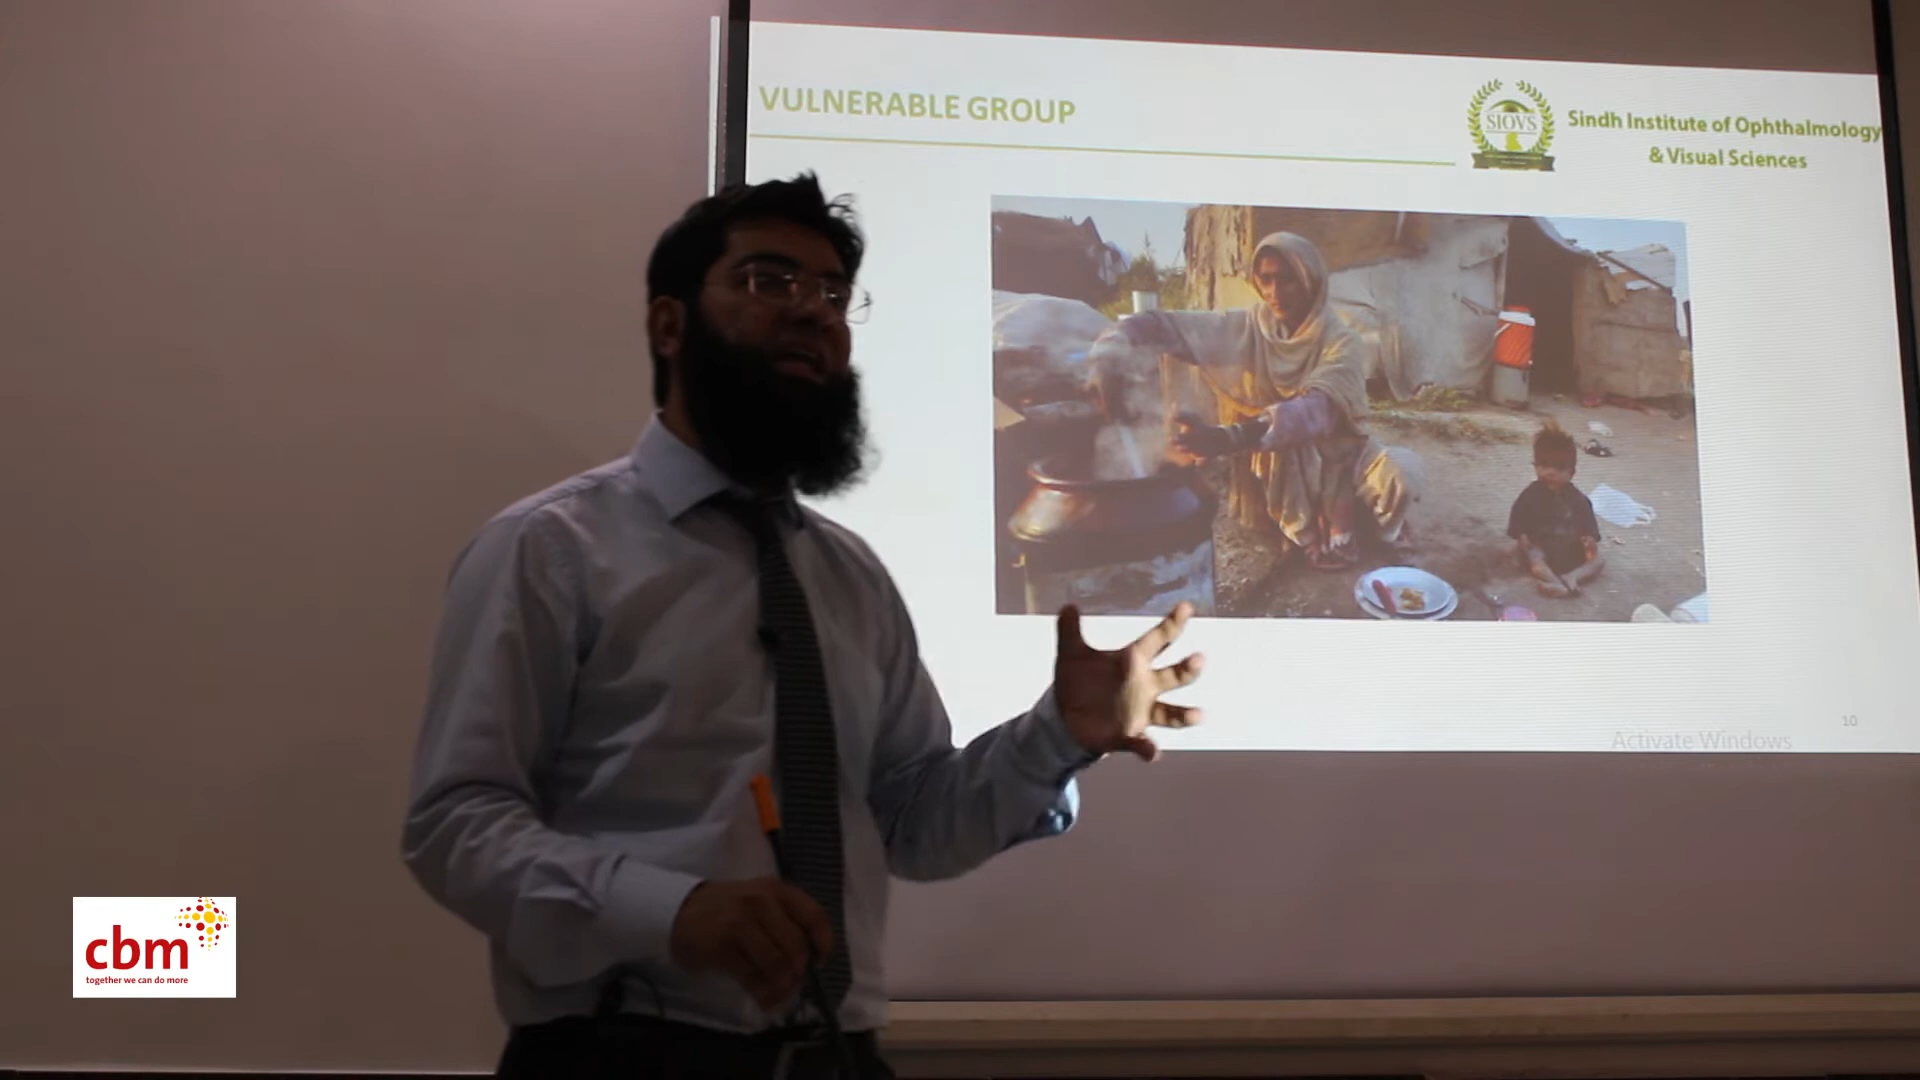 VULNERABLE GROUP
SIOVS
Sindh Institute of Ophthalmology
& Visual Sciences
10
Activate Windows
cbm
together we can do more